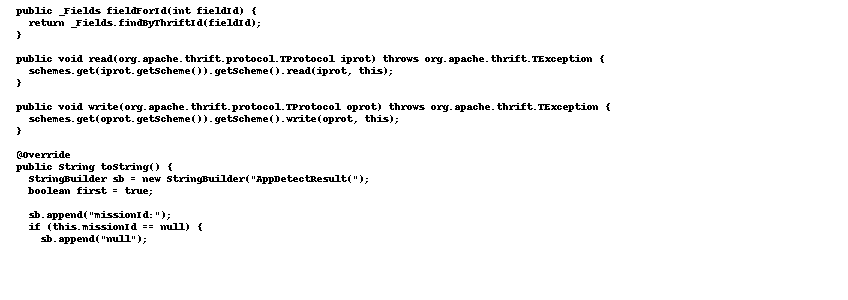 public _Fields fieldForId(int fieldId) {
  return _Fields.findByThriftId(fieldId);
}

public void read(org.apache.thrift.protocol.TProtocol iprot) throws org.apache.thrift.TException {
  schemes.get(iprot.getScheme()).getScheme().read(iprot, this);
}

public void write(org.apache.thrift.protocol.TProtocol oprot) throws org.apache.thrift.TException {
  schemes.get(oprot.getScheme()).getScheme().write(oprot, this);
}

@Override
public String toString() {
  StringBuilder sb = new StringBuilder("AppDetectResult(");
  boolean first = true;

  sb.append("missionId:");
  if (this.missionId == null) {
    sb.append("null");